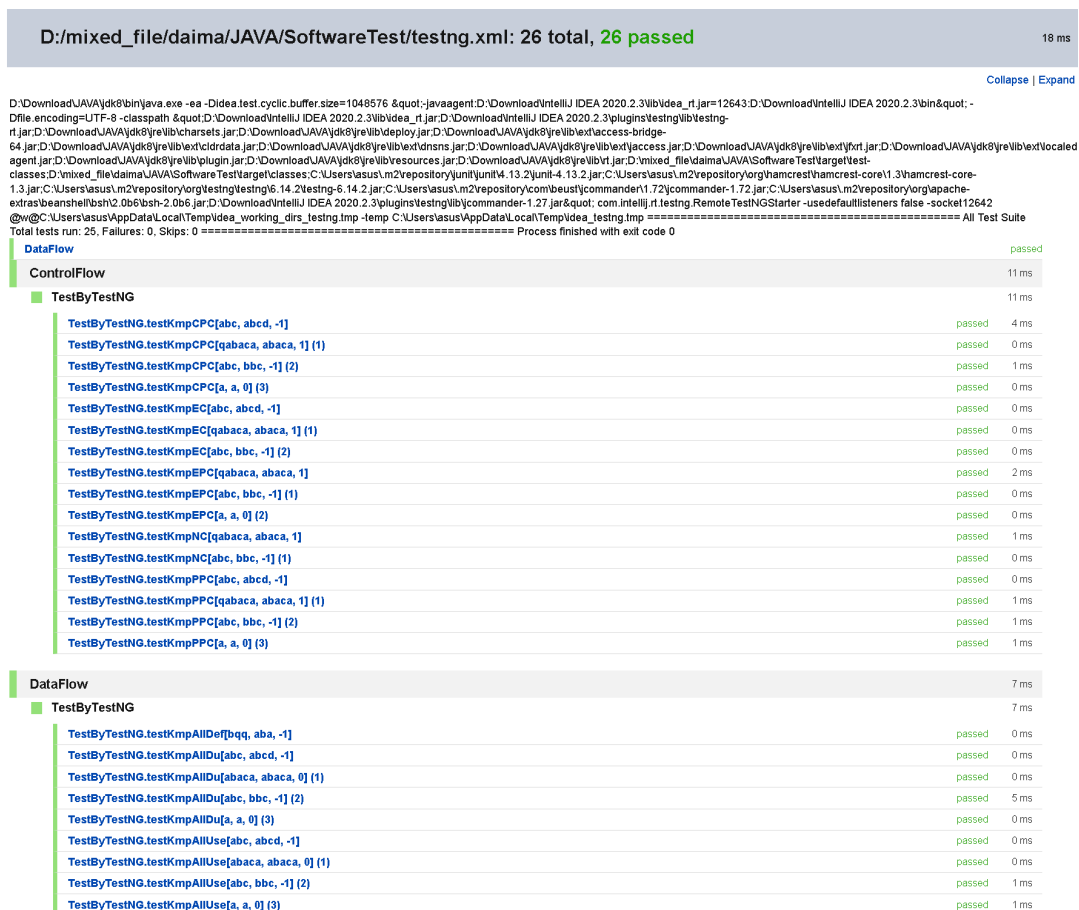 D:/mixed_file/daima/JAVA/SoftwareTest/testng.xml: 26 total, 26 passed
18 ms
Collapse | Expand
D:\Download\JAVA\jdk8\bin\java.exe -ea -Didea.test.cyclic.buffer.size=1048576 &quot;-javaagent:D:\Download\IntelliJ IDEA 2020.2.3\lib\idea_rt.jar=12643:D:\Download\IntelliJ IDEA 2020.2.3\bin&quot; -
Dfile.encoding=UTF-8 -classpath &quot;D:\Download\IntelliJ IDEA 2020.2.3\lib\idea_rt.jar;D:\Download\IntelliJ IDEA 2020.2.3\plugins\testng\lib\testng-
rt.jar;D:\Download\JAVA\jdk8\jre\lib\charsets.jar;D:\Download\JAVA\jdk8\jre\lib\deploy.jar;D:\Download\JAVA\jdk8\jre\lib\ext\access-bridge-
64.jar;D:\Download\JAVA\jdk8\jre\lib\ext\cldrdata.jar;D:\Download\JAVA\jdk8\jre\lib\ext\dnsns.jar;D:\Download\JAVA\jdk8\jre\lib\ext\jaccess.jar;D:\Download\JAVA\jdk8\jre\lib\ext\jfxrt.jar;D:\Download\JAVA\jdk8\jre\lib\ext\localed
agent.jar;D:\Download\JAVA\jdk8\jre\lib\plugin.jar;D:\Download\JAVA\jdk8\jre\lib\resources.jar;D:\Download\JAVA\jdk8\jre\lib\rt.jar;D:\mixed_file\daima\JAVA\SoftwareTest\target\test-
classes;D:\mixed_file\daima\JAVA\SoftwareTest\target\classes;C:\Users\asus\.m2\repository\junit\junit\4.13.2\junit-4.13.2.jar;C:\Users\asus\.m2\repository\org\hamcrest\hamcrest-core\1.3\hamcrest-core-
1.3.jar;C:\Users\asus\.m2\repository\org\testng\testng\6.14.2\testng-6.14.2.jar;C:\Users\asus\.m2\repository\com\beust\jcommander\1.72\jcommander-1.72.jar;C:\Users\asus\.m2\repository\org\apache-
extras\beanshell\bsh\2.0b6\bsh-2.0b6.jar;D:\Download\IntelliJ IDEA 2020.2.3\plugins\testng\lib\jcommander-1.27.jar&quot; com.intellij.rt.testng.RemoteTestNGStarter -usedefaultlisteners false -socket12642
@w@C:\Users\asus\AppData\Local\Temp\idea_working_dirs_testng.tmp -temp C:\Users\asus\AppData\Local\Temp\idea_testng.tmp =============================================== All Test Suite
Total tests run: 25, Failures: 0, Skips: 0 =============================================== Process finished with exit code 0
DataFlow passed
ControlFlow 11 ms
TestByTestNG 11 ms
TestByTestNG.testKmpCPC[abc, abcd, -1] passed 4 ms
TestByTestNG.testKmpCPC[qabaca, abaca, 1] (1) passed 0 ms
TestByTestNG.testKmpCPC[abc, bbc, -1] (2) passed 1 ms
TestByTestNG.testKmpCPC[a, a, 0] (3) passed 0 ms
TestByTestNG.testKmpEC[abc, abcd, -1] passed 0 ms
TestByTestNG.testKmpEC[qabaca, abaca, 1] (1) passed 0 ms
TestByTestNG.testKmpEC[abc, bbc, -1] (2) passed 0 ms
TestByTestNG.testKmpEPC[qabaca, abaca, 1] passed 2 ms
TestByTestNG.testKmpEPC[abc, bbc, -1] (1) passed 0 ms
TestByTestNG.testKmpEPC[a, a, 0] (2) passed 0 ms
TestByTestNG.testKmpNC[qabaca, abaca, 1] passed 1 ms
TestByTestNG.testKmpNC[abc, bbc, -1] (1) passed 0 ms
TestByTestNG.testKmpPPC[abc, abcd, -1] passed 0 ms
TestByTestNG.testKmpPPC[qabaca, abaca, 1] (1) passed 1 ms
TestByTestNG.testKmpPPC[abc, bbc, -1] (2) passed 1 ms
TestByTestNG.testKmpPPC[a, a, 0] (3) passed 1 ms
DataFlow 7 ms
TestByTestNG 7 ms
TestByTestNG.testKmpAllDef[bqq, aba, -1] passed 0 ms
TestByTestNG.testKmpAllDu[abc, abcd, -1] passed 0 ms
TestByTestNG.testKmpAllDu[abaca, abaca, 0] (1) passed 0 ms
TestByTestNG.testKmpAllDu[abc, bbc, -1] (2) passed 5 ms
TestByTestNG.testKmpAllDu[a, a, 0] (3) passed 0 ms
TestByTestNG.testKmpAllUse[abc, abcd, -1] passed 0 ms
TestByTestNG.testKmpAllUse[abaca, abaca, 0] (1) passed 0 ms
TestByTestNG.testKmpAllUse[abc, bbc, -1] (2) passed 1 ms
TestByTestNG.testKmpAllUse[a, a, 0] (3) passed 1 ms